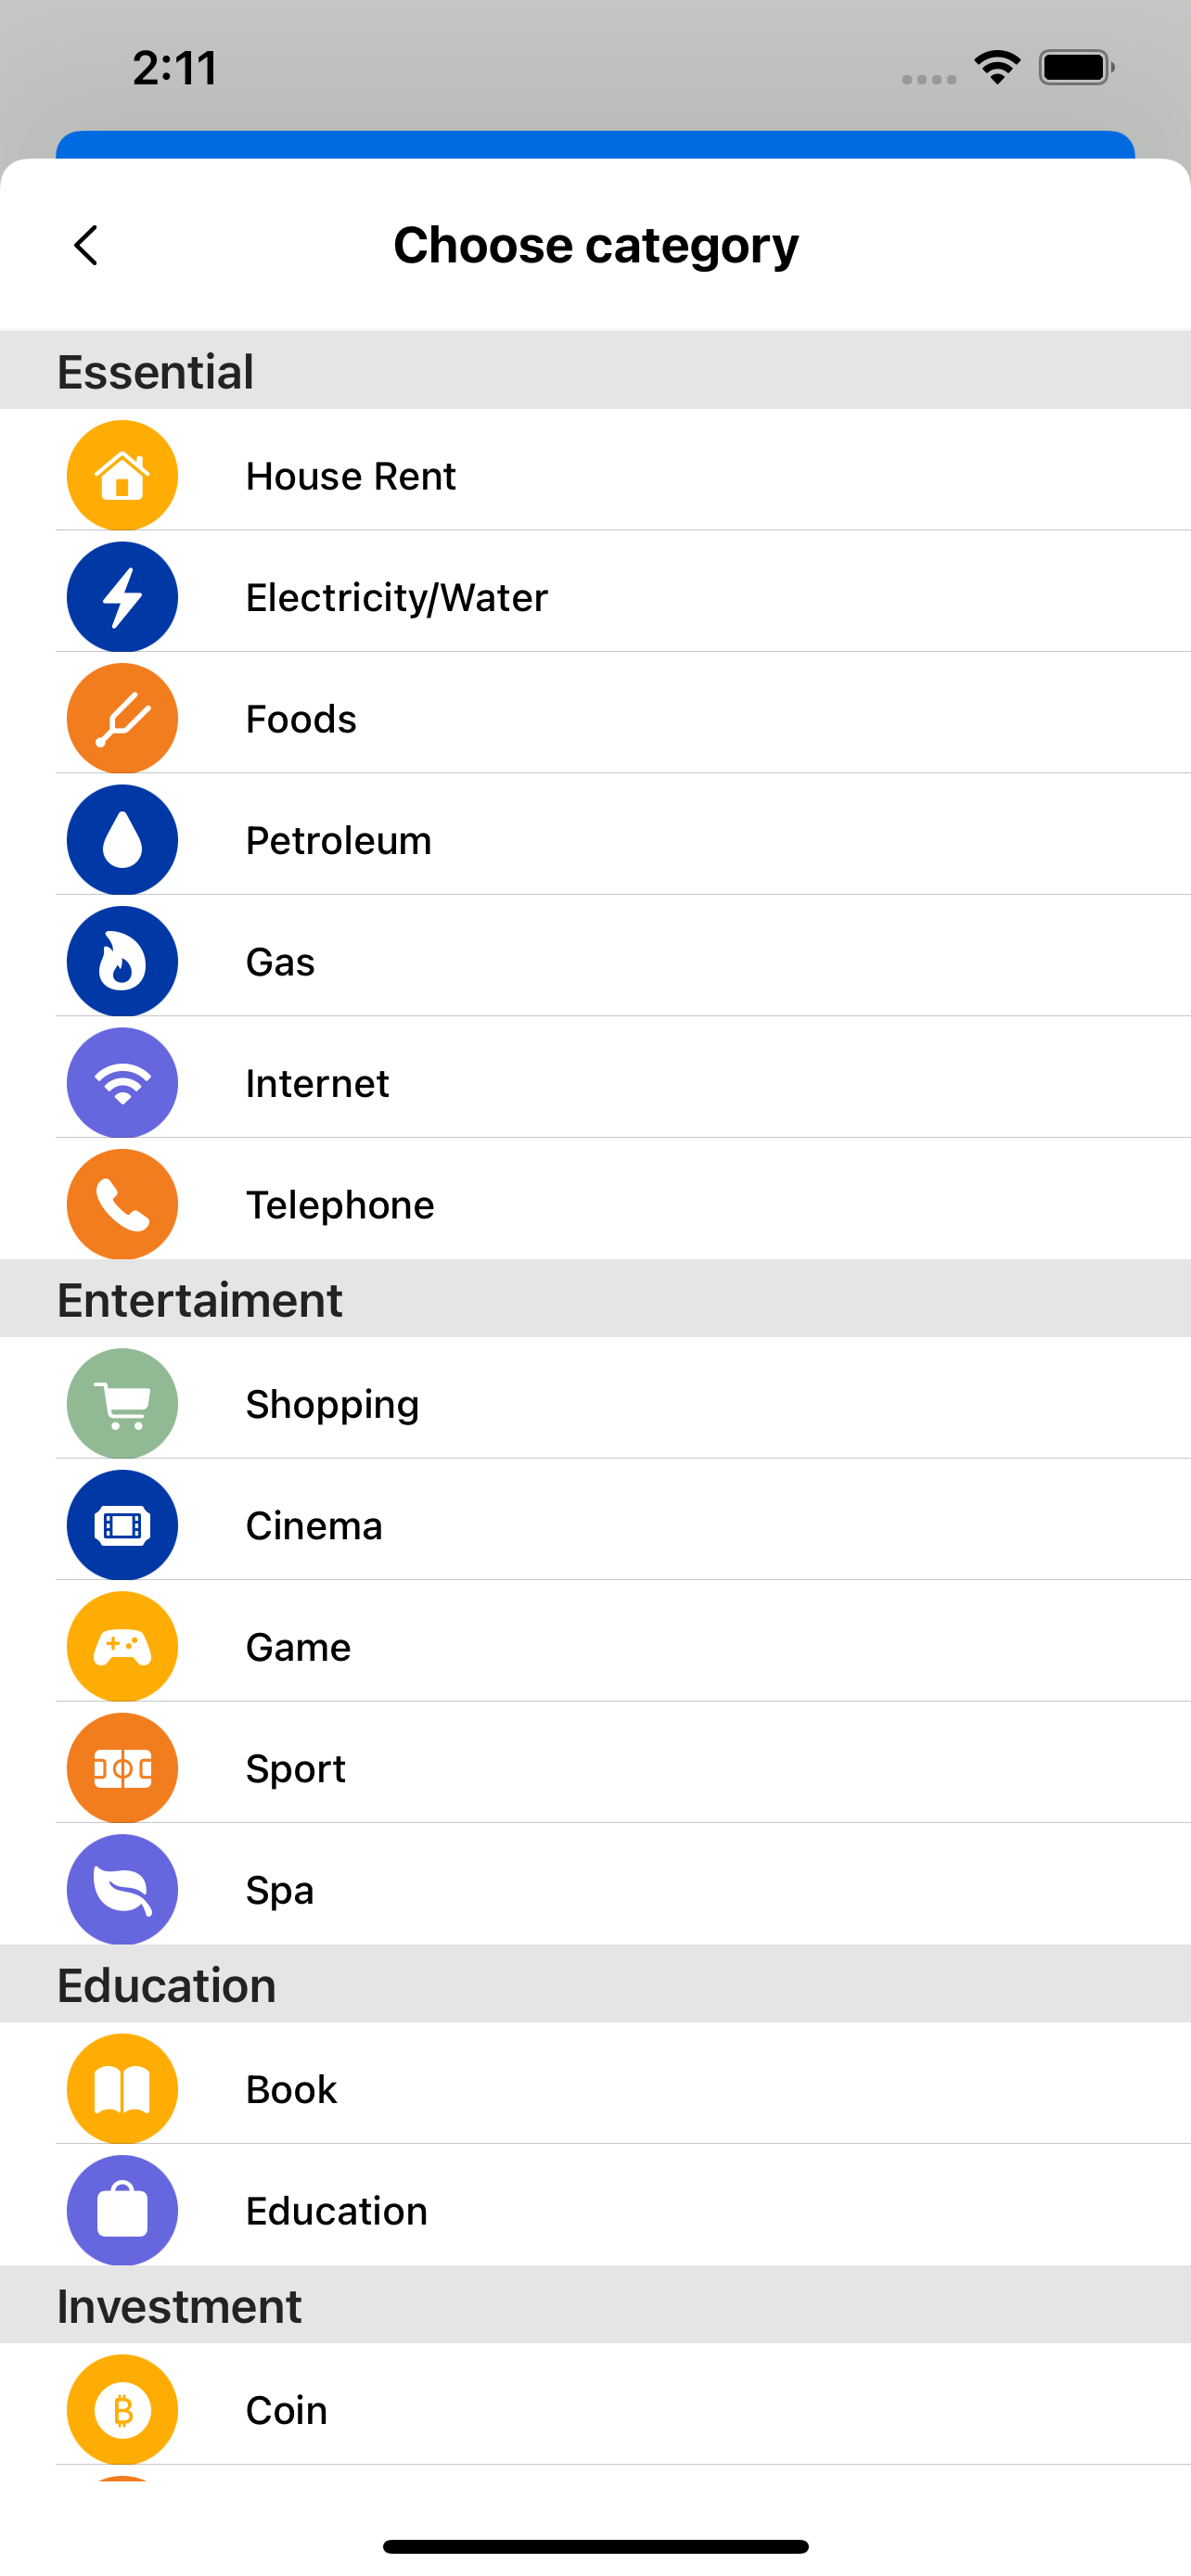 2:11
Choose category
Essential
House Rent
Electricity/Water
Foods
Petroleum
Gas
Internet
Telephone
Entertaiment
Shopping
Cinema
Game
Sport
Spa
Education
Book
Education
Investment
Coin